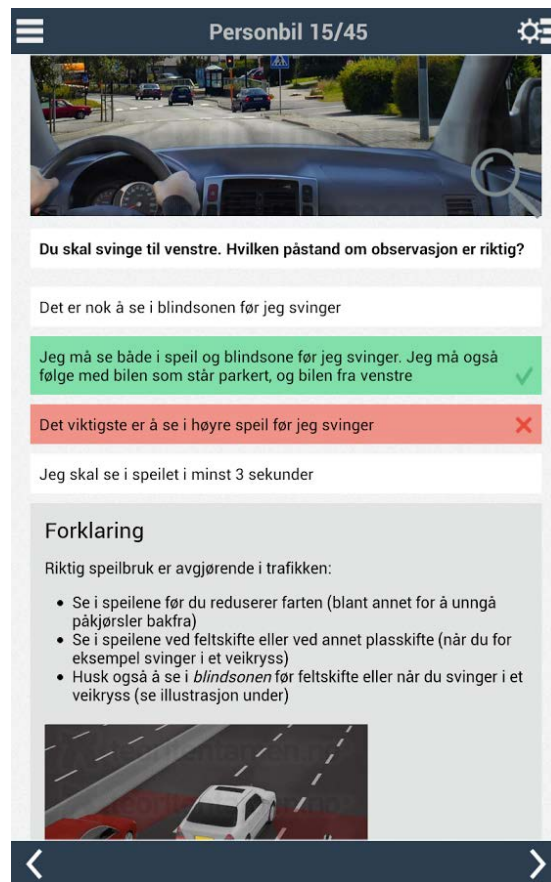 Personbil 15/45
Du skal svinge til venstre. Hvilken påstand om observasjon er riktig?
Det er nok å se i blindsonen før jeg svinger
Jeg må se både i speil og blindsone før jeg svinger. Jeg må også
følge med bilen som står parkert, og bilen fra venstre
Det viktigste er å se i høyre speil før jeg svinger
Jeg skal se i speilet i minst 3 sekunder
Forklaring
Riktig speilbruk er avgjørende i trafikken:
• Se i speilene før du reduserer farten (blant annet for å unngå
påkjørsler bakfra)
• Se i speilene ved feltskifte eller ved annet plasskifte (når du for
eksempel svinger i et veikryss)
• Husk også å se i blindsonen før feltskifte eller når du svinger i et
veikryss (se illustrasjon under)